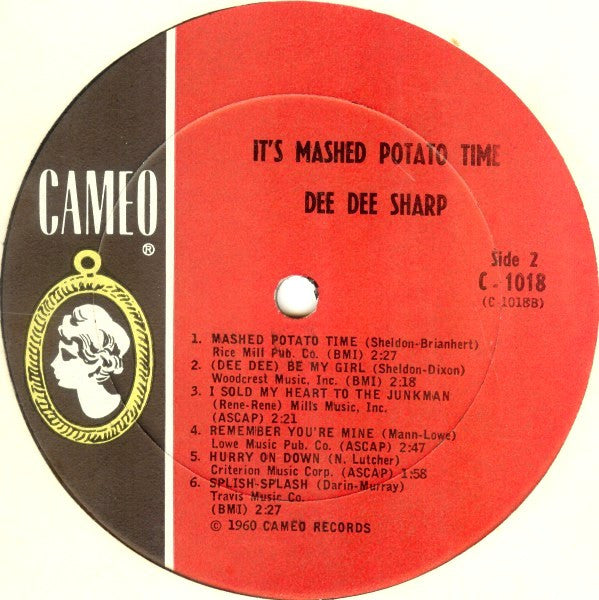 CAMEO
®
IT'S MASHED POTATO TIME
DEE DEE SHARP
Side 2
C - 1018
(C-1018B)
1. MASHED POTATO TIME (Sheldon-Brianhert)
Rice Mill Pub. Co. (BMI) 2:27
2. (DEE DEE) BE MY GIRL (Sheldon-Dixon)
Woodcrest Music, Inc. (BMI) 2:18
3. I SOLD MY HEART TO THE JUNKMAN
(Rene-Rene) Mills Music, Inc.
(ASCAP) 2:21
4. REMEMBER YOU'RE MINE (Mann-Lowe)
Lowe Music Pub. Co. (ASCAP) 2:47
5. HURRY ON DOWN (N. Lutcher)
Criterion Music Corp. (ASCAP) 1:58
6. SPLISH-SPLASH (Darin-Murray)
Travis Music Co.
(BMI) 2:27
© 1960 CAMEO RECORDS